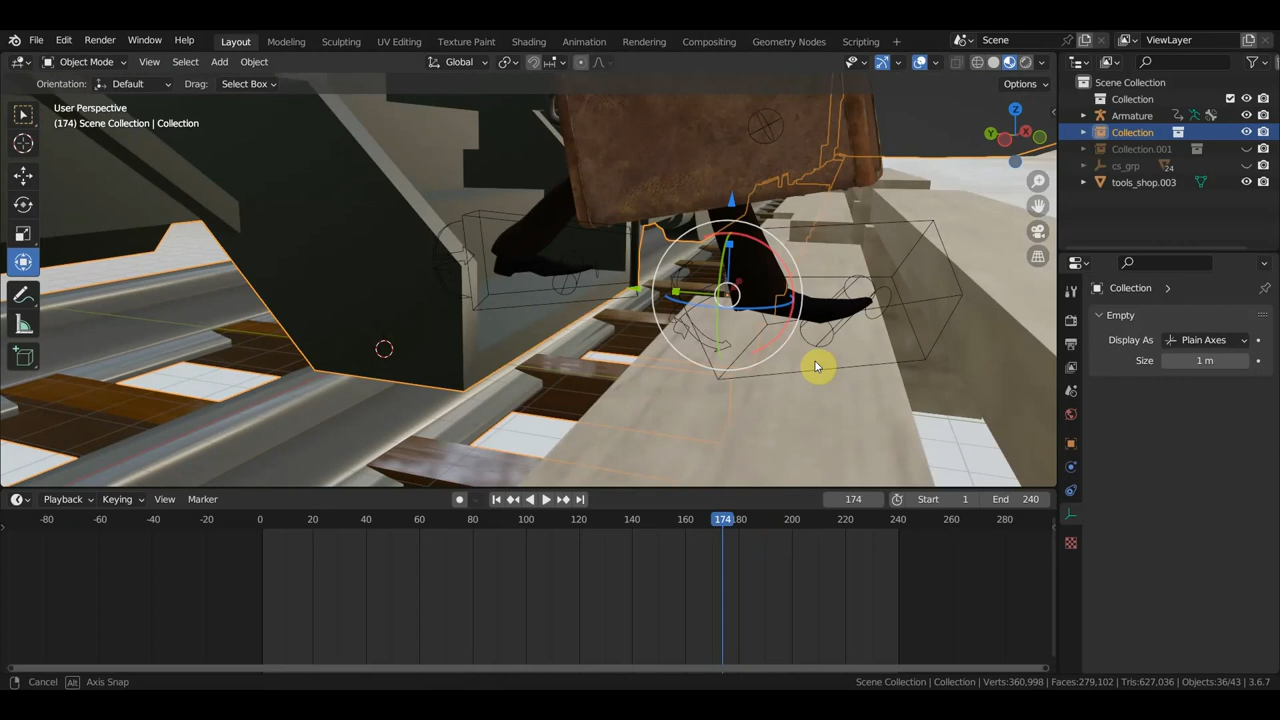 File Edit Render Window Help Layout Modeling Sculpting UV Editing Texture Paint Shading Animation Rendering Compositing Geometry Nodes Scripting Scene ViewLayer
Object Mode View Select Add Object Global
Orientation: Default Drag: Select Box Options
User Perspective
(174) Scene Collection | Collection
Z
Y
X
Scene Collection
Collection
Armature
Collection
Collection.001
cs_grp 24
tools_shop.003
Collection
Empty
Display As Plain Axes
Size 1 m
Playback Keying View Marker 174 Start 1 End 240
-80 -60 -40 -20 0 20 40 60 80 100 120 140 160 174 180 200 220 240 260 280
Cancel Alt Axis Snap Scene Collection | Collection | Verts:360,998 | Faces:279,102 | Tris:627,036 | Objects:36/43 | 3.6.7